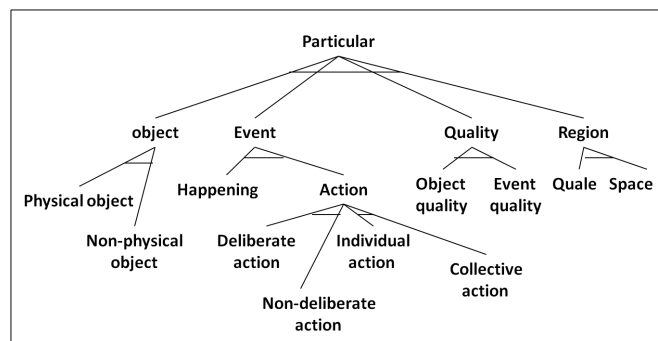 Particular
object Event Quality Region
Physical object
Non-physical
object
Happening Action
Object
quality
Event
quality
Quale Space
Deliberate
action
Non-deliberate
action
Individual
action
Collective
action